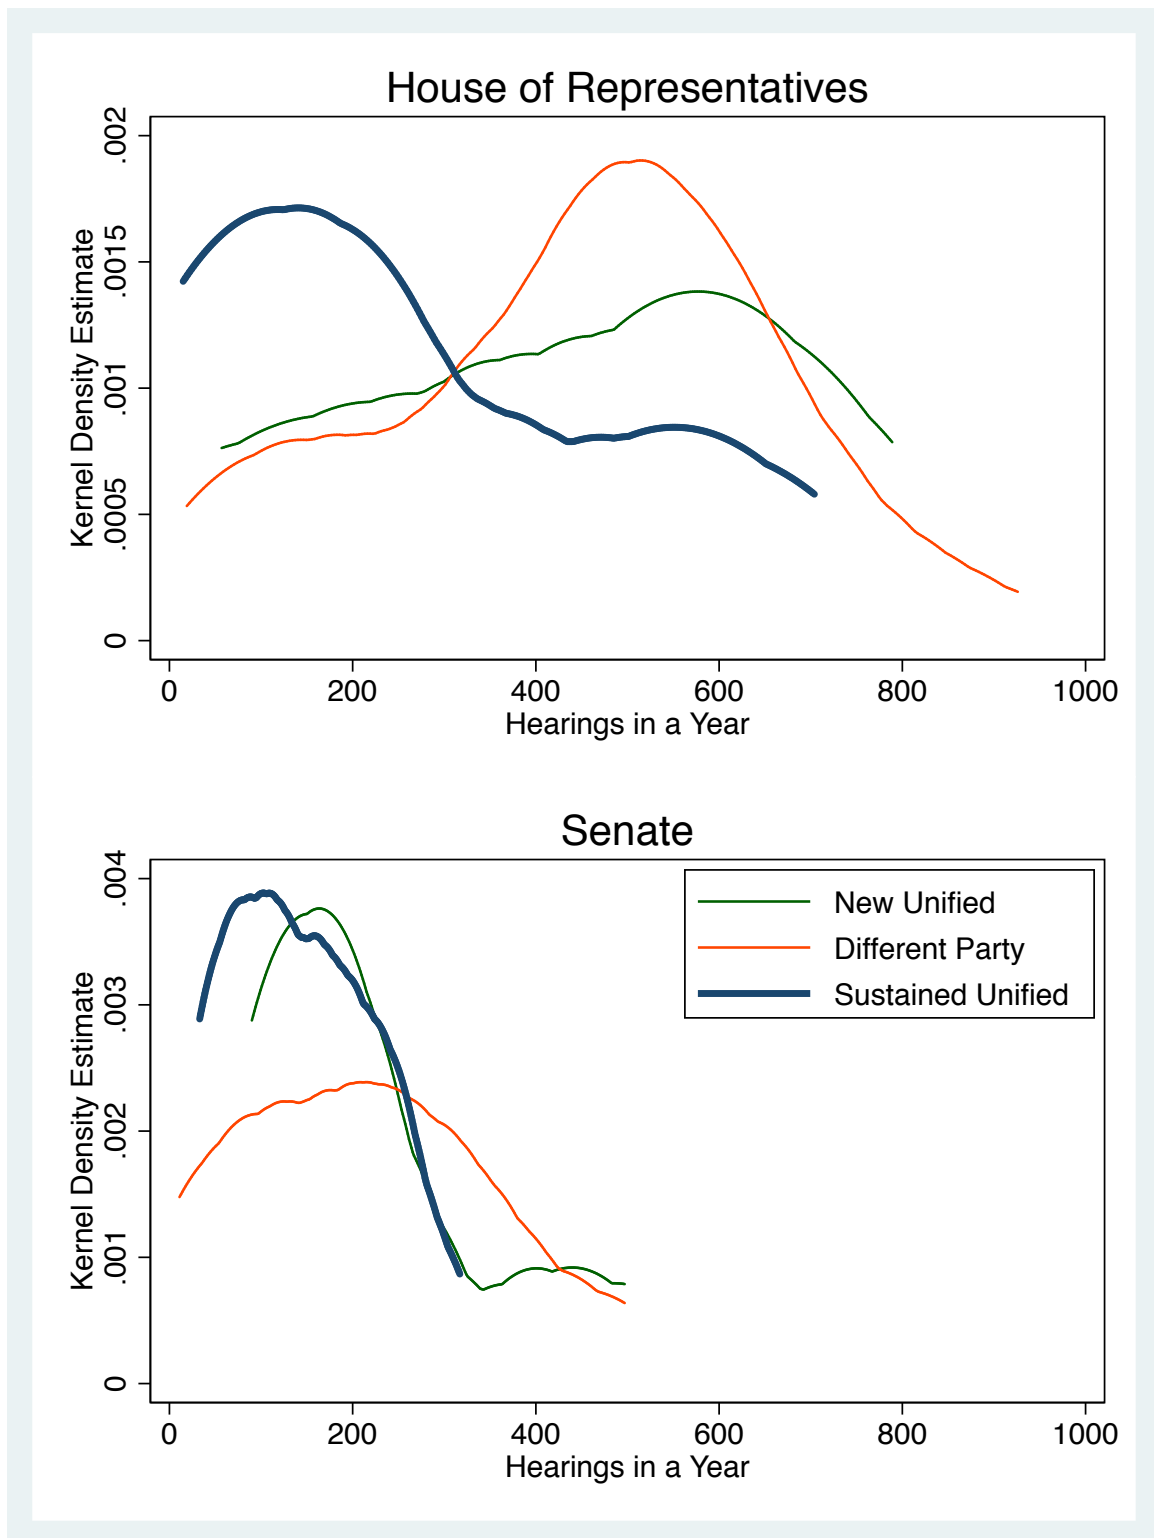 House of Representatives
Kernel Density Estimate
.002
.0015
.001
.0005
0
0 200 400 600 800 1000
Hearings in a Year
Senate
Kernel Density Estimate
.004
.003
.002
.001
0
New Unified
Different Party
Sustained Unified
0 200 400 600 800 1000
Hearings in a Year